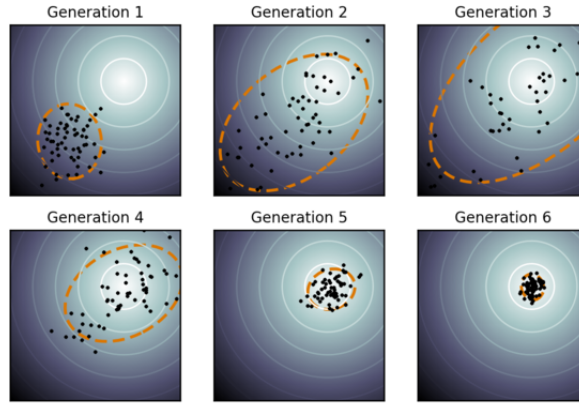 Generation 1
Generation 2
Generation 3
Generation 4
Generation 5
Generation 6